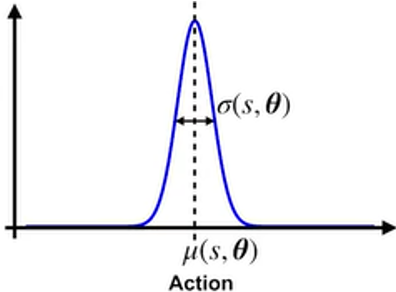 σ(s, θ)
μ(s, θ)
Action